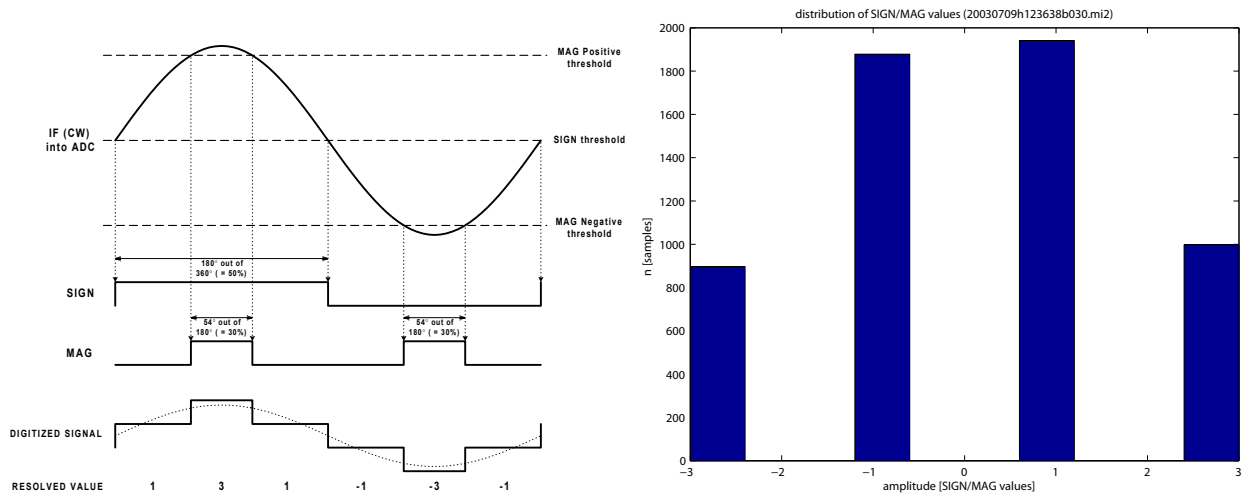 MAG Positive
threshold
IF (CW)
into ADC
SIGN threshold
MAG Negative
threshold
180° out of
360° ( = 50%)
SIGN
54° out of
180° ( = 30%)
54° out of
180° ( = 30%)
MAG
DIGITIZED SIGNAL
RESOLVED VALUE 1 3 1 -1 -3 -1
distribution of SIGN/MAG values (20030709h123638b030.mi2)
2000
1800
1600
1400
1200
1000
800
600
400
200
0
n [samples]
−3 −2 −1 0 1 2 3
amplitude [SIGN/MAG values]